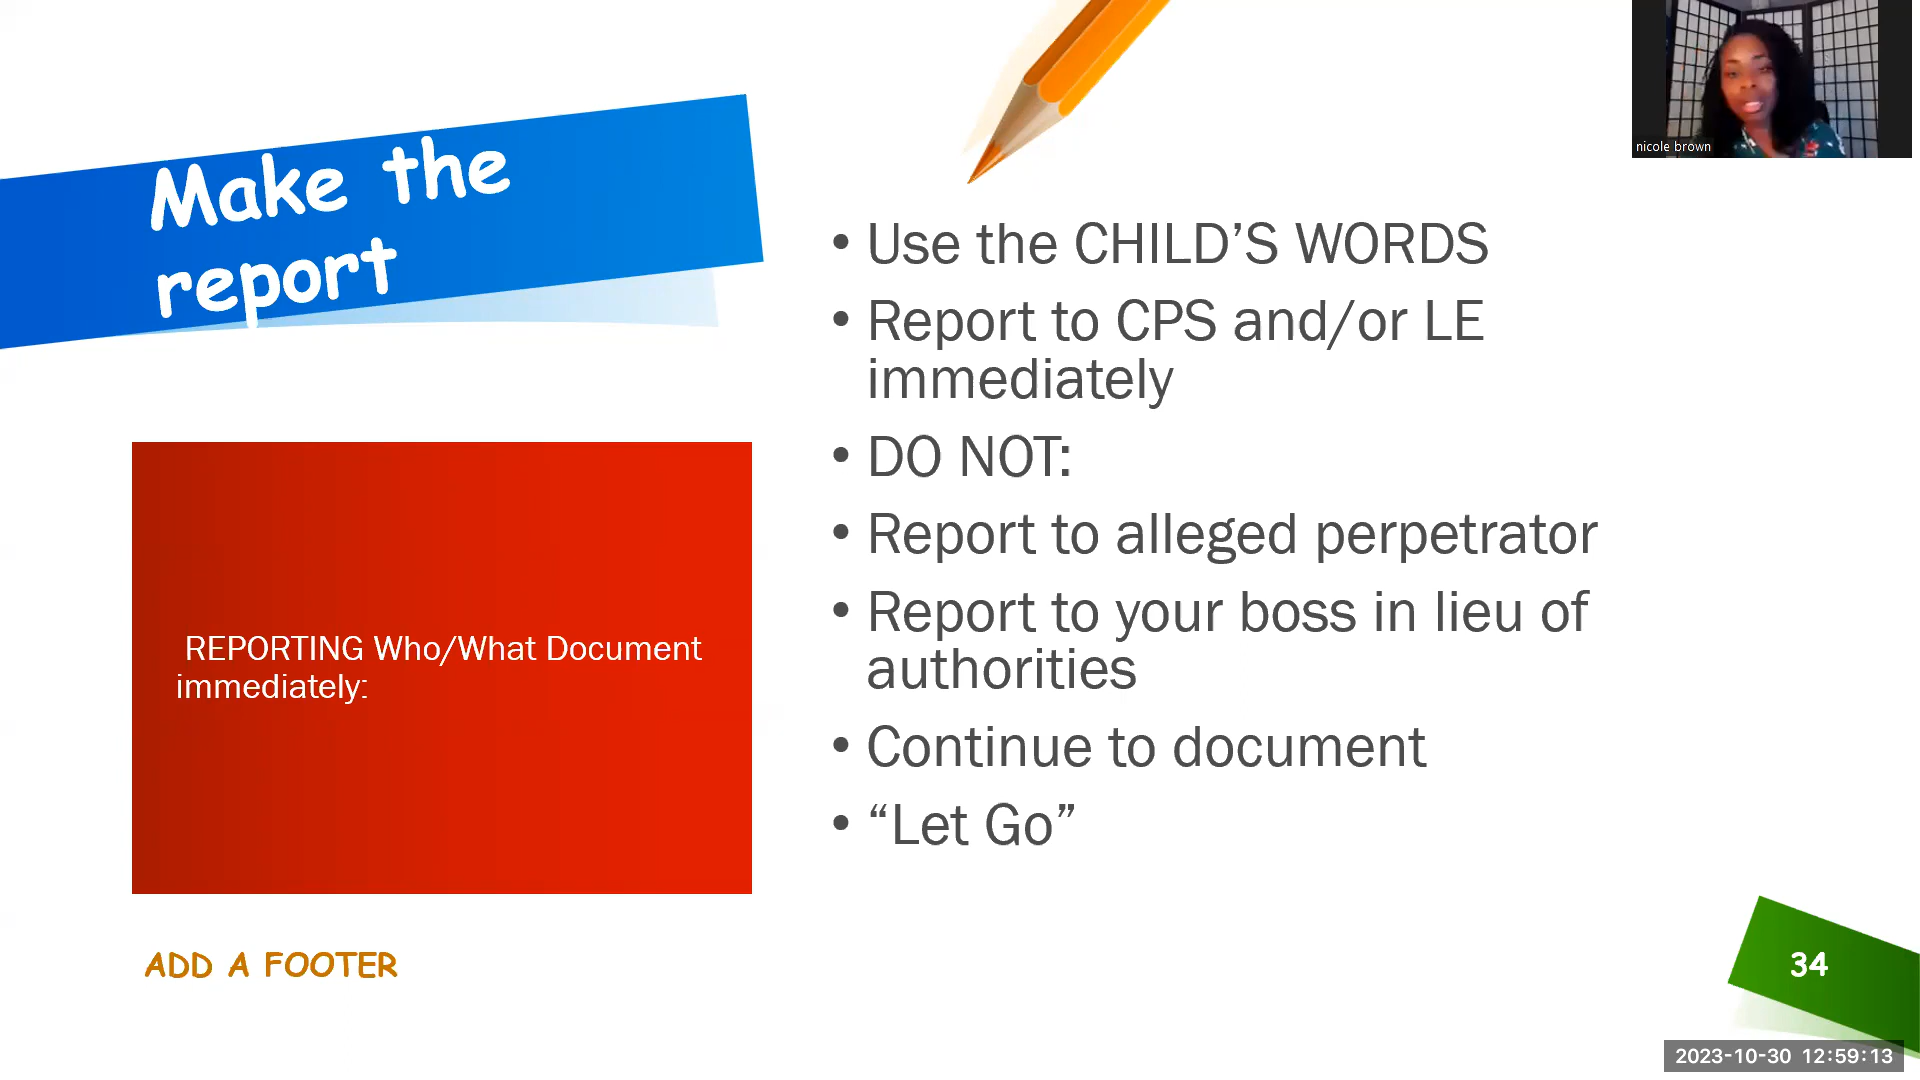 Make the
report
nicole brown
• Use the CHILD’S WORDS
• Report to CPS and/or LE
immediately
• DO NOT:
• Report to alleged perpetrator
• Report to your boss in lieu of
authorities
• Continue to document
• “Let Go”
REPORTING Who/What Document
immediately:
ADD A FOOTER
34
2023-10-30 12:59:13